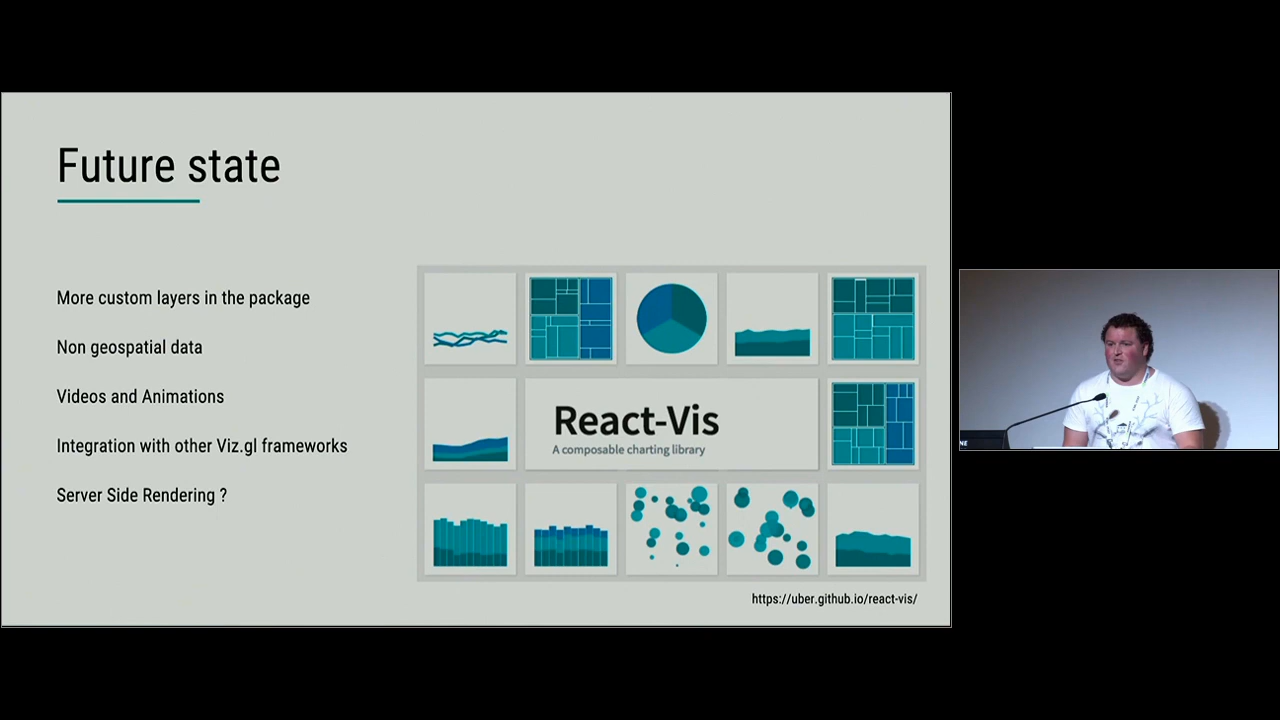 Future state
More custom layers in the package
Non geospatial data
Videos and Animations
Integration with other Viz.gl frameworks
Server Side Rendering ?
React-Vis
A composable charting library
https://uber.github.io/react-vis/
NE